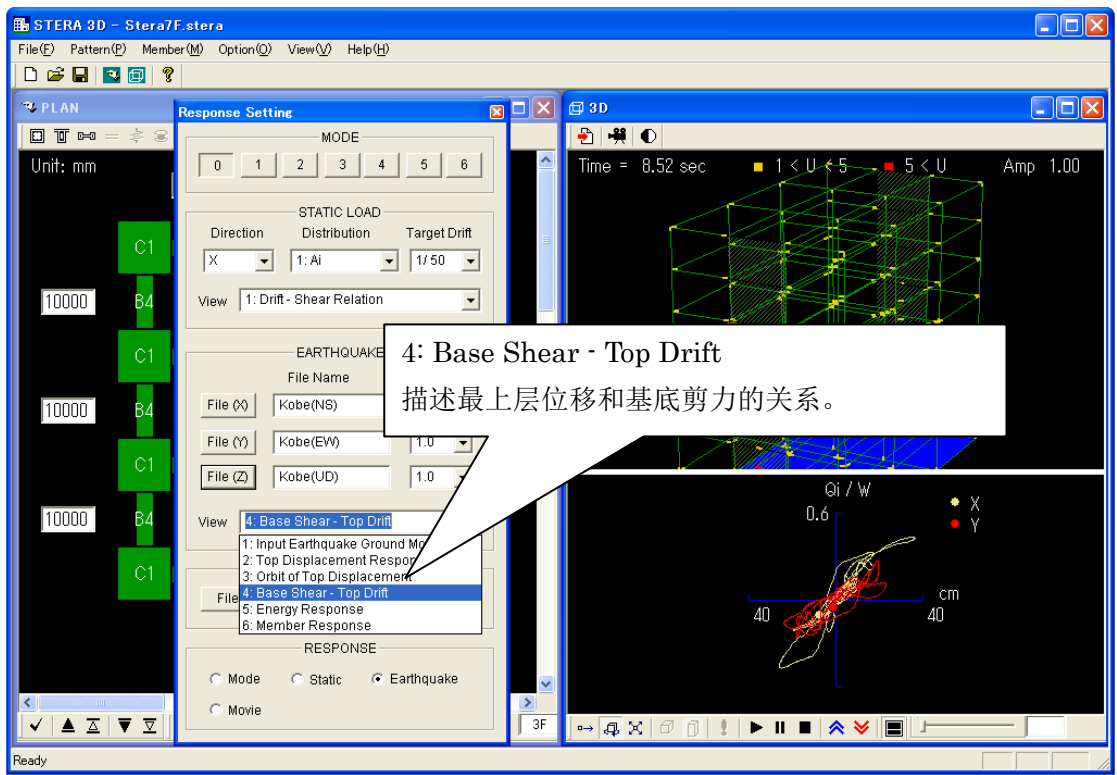 STERA 3D - Stera7F.stera
File(F) Pattern(P) Member(M) Option(O) View(V) Help(H)
PLAN
Unit: mm
C1
10000 B4
C1
10000 B4
C1
10000 B4
C1
3F
Response Setting
MODE
0 1 2 3 4 5 6
STATIC LOAD
Direction Distribution Target Drift
X 1: Ai 1/ 50
View 1: Drift - Shear Relation
EARTHQUAKE
File Name
File (X) Kobe(NS)
File (Y) Kobe(EW) 1.0
File (Z) Kobe(UD) 1.0
View 4: Base Shear - Top Drift
1: Input Earthquake Ground
2: Top Displacement
3: Orbit of Top Displacement
4: Base Shear - Top Drift
5: Energy Response
6: Member Response
File
RESPONSE
Mode Static Earthquake
Movie
4: Base Shear - Top Drift
描述最上层位移和基底剪力的关系。
3D
Time = 8.52 sec 1 < U < 5 5 < U Amp 1.00
Qi / W
0.6
X
Y
cm
40 40
Ready